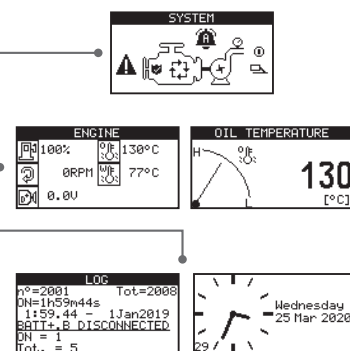 SYSTEM
A
ENGINE
100% 130°C
0RPM 77°C
0.0V
OIL TEMPERATURE
H
130
L [°C]
LOG
n°=2001 Tot=2008
ON=1h59m44s
1:59.44 - 1Jan2019
BATT+.B DISCONNECTED
ON = 1
Tot. = 5
Wednesday
25 Mar 2020
29